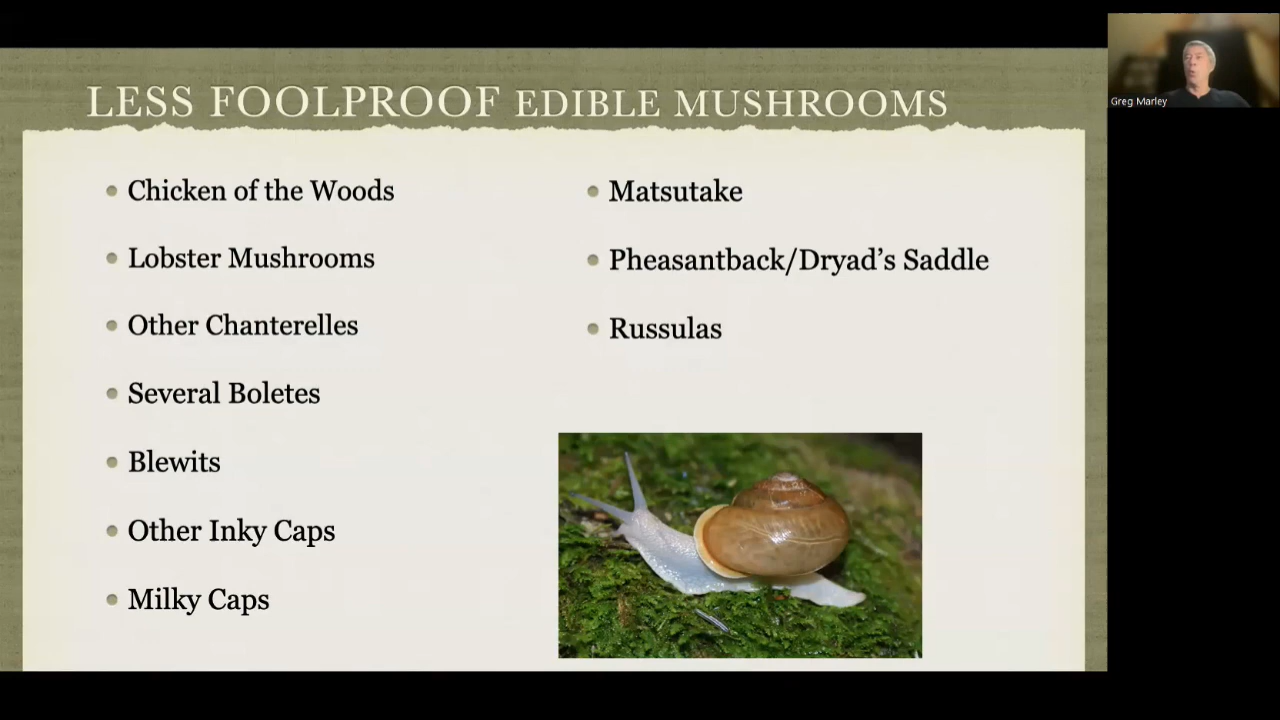 LESS FOOLPROOF EDIBLE MUSHROOMS
Chicken of the Woods
Lobster Mushrooms
Other Chanterelles
Several Boletes
Blewits
Other Inky Caps
Milky Caps
Matsutake
Pheasantback/Dryad's Saddle
Russulas
Greg Marley